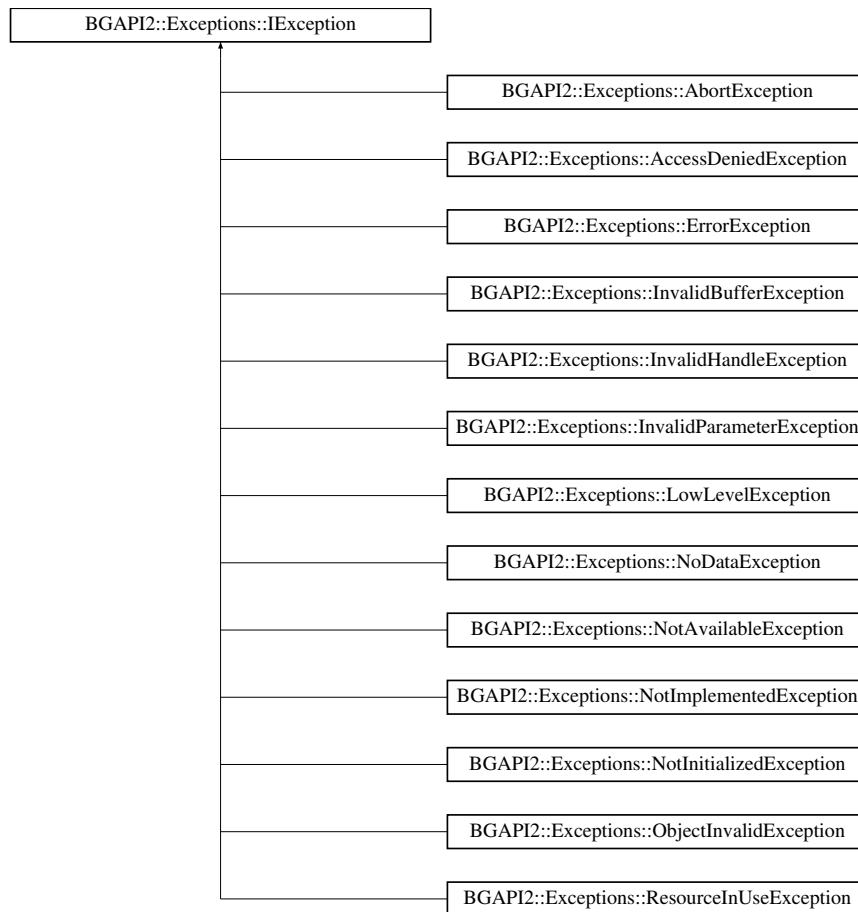 BGAPI2::Exceptions::IException
BGAPI2::Exceptions::AbortException
BGAPI2::Exceptions::AccessDeniedException
BGAPI2::Exceptions::ErrorException
BGAPI2::Exceptions::InvalidBufferException
BGAPI2::Exceptions::InvalidHandleException
BGAPI2::Exceptions::InvalidParameterException
BGAPI2::Exceptions::LowLevelException
BGAPI2::Exceptions::NoDataException
BGAPI2::Exceptions::NotAvailableException
BGAPI2::Exceptions::NotImplementedException
BGAPI2::Exceptions::NotInitializedException
BGAPI2::Exceptions::ObjectInvalidException
BGAPI2::Exceptions::ResourceInUseException